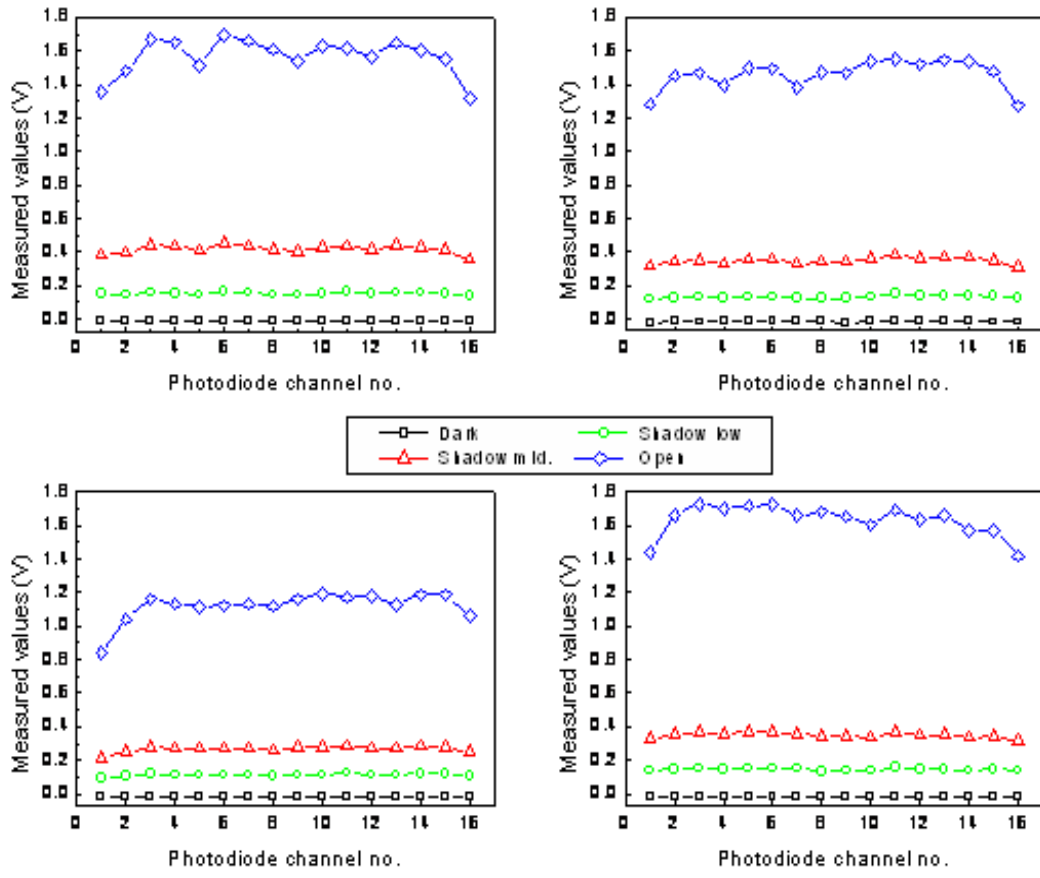 1.8
1.6
1.4
1.2
1.0
0.8
0.6
0.4
0.2
0.0
Measured values (V)
0 2 4 6 8 10 12 14 16
Photodiode channel no.
1.8
1.6
1.4
1.2
1.0
0.8
0.6
0.4
0.2
0.0
Measured values (V)
0 2 4 6 8 10 12 14 16
Photodiode channel no.
Dark Shadow low
Shadow mid. Open
1.8
1.6
1.4
1.2
1.0
0.8
0.6
0.4
0.2
0.0
Measured values (V)
0 2 4 6 8 10 12 14 16
Photodiode channel no.
1.8
1.6
1.4
1.2
1.0
0.8
0.6
0.4
0.2
0.0
Measured values (V)
0 2 4 6 8 10 12 14 16
Photodiode channel no.